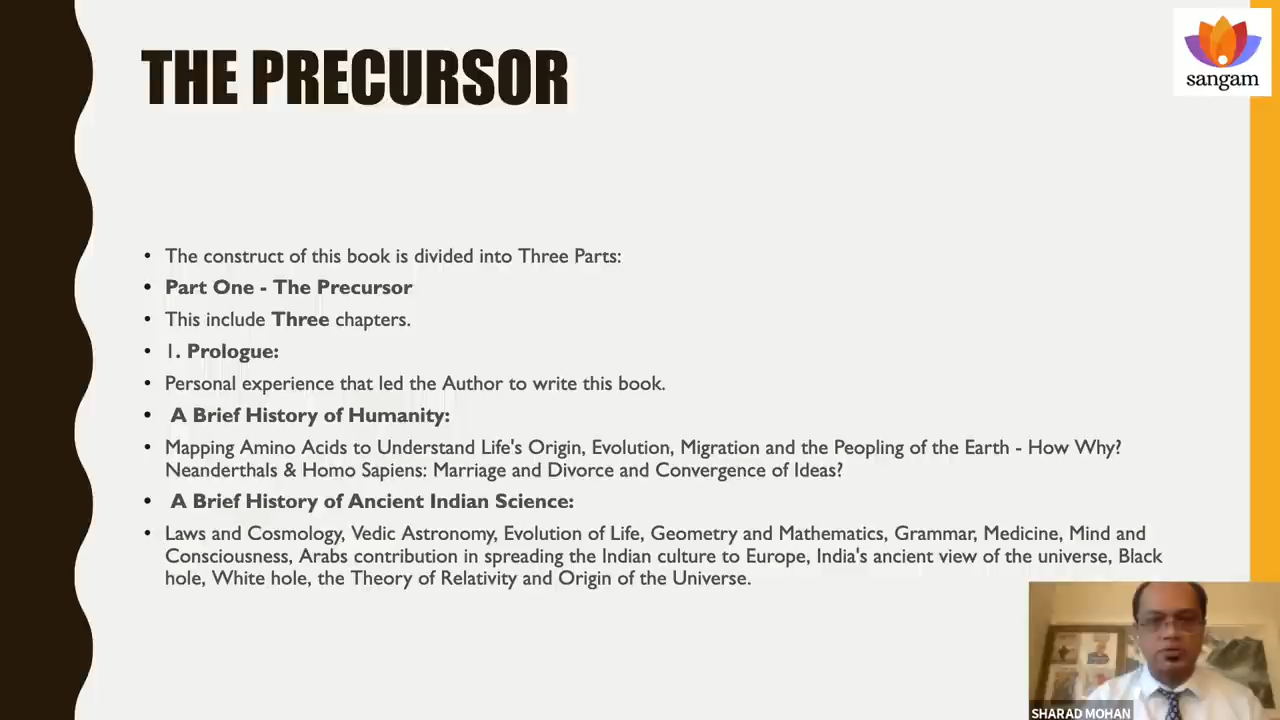 THE PRECURSOR
sangam
• The construct of this book is divided into Three Parts:
• Part One - The Precursor
• This include Three chapters.
• 1. Prologue:
• Personal experience that led the Author to write this book.
• A Brief History of Humanity:
• Mapping Amino Acids to Understand Life's Origin, Evolution, Migration and the Peopling of the Earth - How Why?
Neanderthals & Homo Sapiens: Marriage and Divorce and Convergence of Ideas?
• A Brief History of Ancient Indian Science:
• Laws and Cosmology, Vedic Astronomy, Evolution of Life, Geometry and Mathematics, Grammar, Medicine, Mind and
Consciousness, Arabs contribution in spreading the Indian culture to Europe, India's ancient view of the universe, Black
hole, White hole, the Theory of Relativity and Origin of the Universe.
SHARAD MOHAN